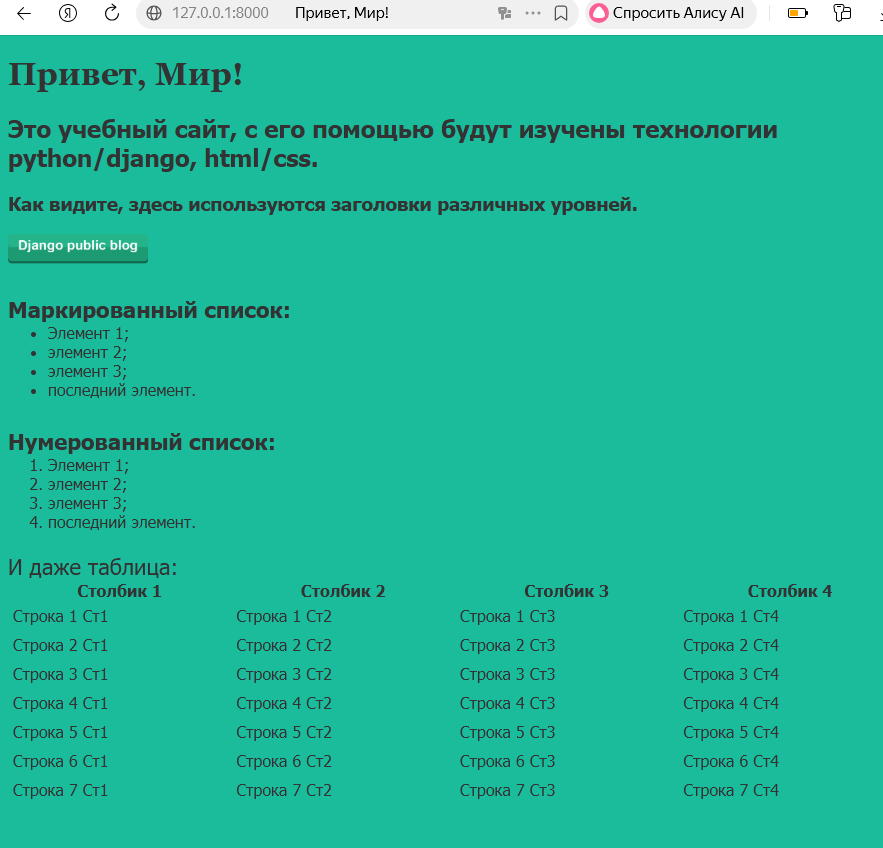 127.0.0.1:8000 Привет, Мир! Спросить Алису AI
Привет, Мир!
Это учебный сайт, с его помощью будут изучены технологии
python/django, html/css.
Как видите, здесь используются заголовки различных уровней.
Django public blog
Маркированный список:
• Элемент 1;
• элемент 2;
• элемент 3;
• последний элемент.
Нумерованный список:
1. Элемент 1;
2. элемент 2;
3. элемент 3;
4. последний элемент.
И даже таблица:
Столбик 1 Столбик 2 Столбик 3 Столбик 4
Строка 1 Ст1 Строка 1 Ст2 Строка 1 Ст3 Строка 1 Ст4
Строка 2 Ст1 Строка 2 Ст2 Строка 2 Ст3 Строка 2 Ст4
Строка 3 Ст1 Строка 3 Ст2 Строка 3 Ст3 Строка 3 Ст4
Строка 4 Ст1 Строка 4 Ст2 Строка 4 Ст3 Строка 4 Ст4
Строка 5 Ст1 Строка 5 Ст2 Строка 5 Ст3 Строка 5 Ст4
Строка 6 Ст1 Строка 6 Ст2 Строка 6 Ст3 Строка 6 Ст4
Строка 7 Ст1 Строка 7 Ст2 Строка 7 Ст3 Строка 7 Ст4